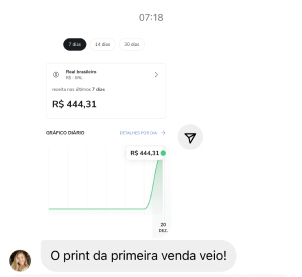 07:18
7 dias 14 dias 30 dias
Real brasileiro
R$ - BRL
receita nos últimos 7 dias
R$ 444,31
GRÁFICO DIÁRIO DETALHES POR DIA
R$ 444,31
20
DEZ.
O print da primeira venda veio!